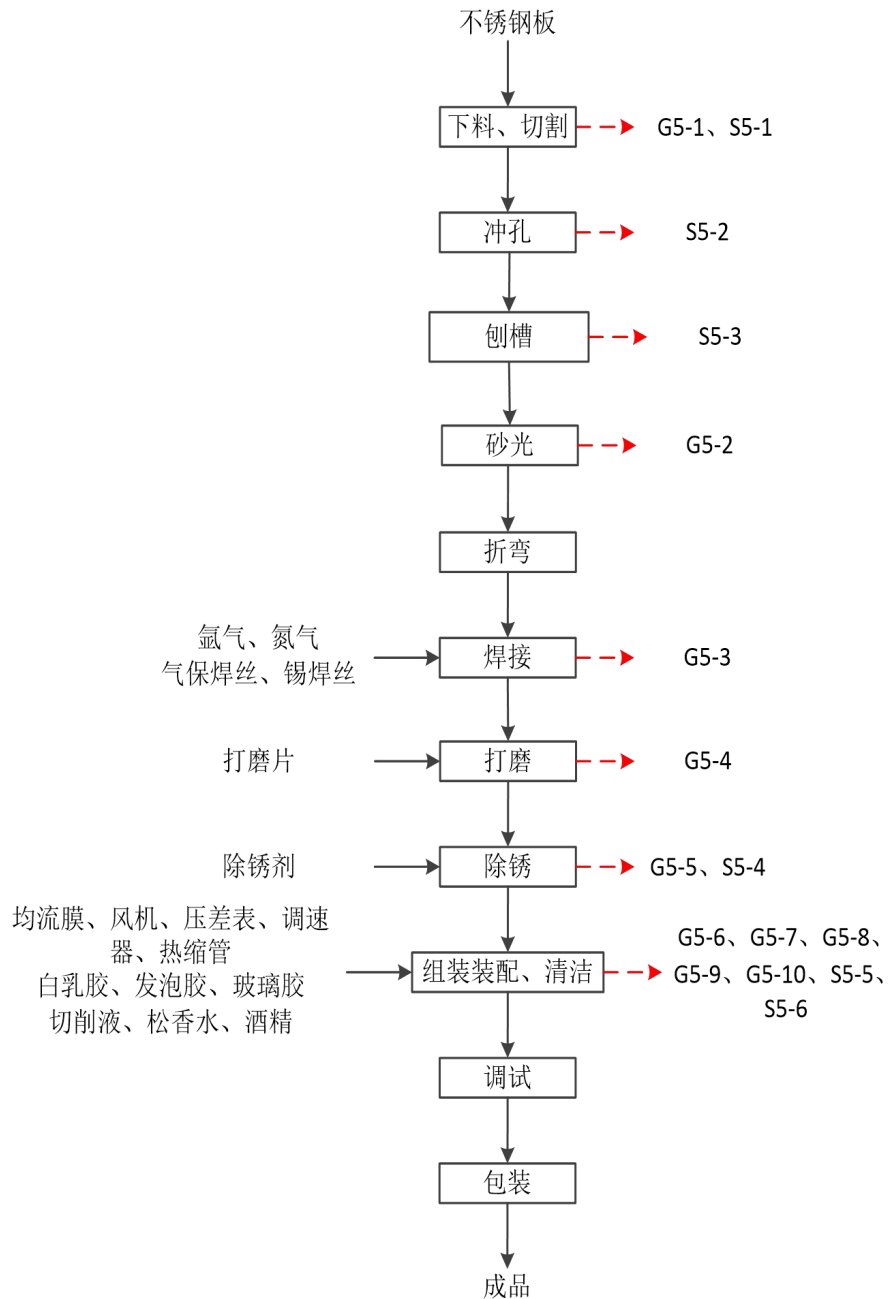 不锈钢板
下料、切割
G5-1、S5-1
冲孔
S5-2
刨槽
S5-3
砂光
G5-2
折弯
氩气、氮气
气保焊丝、锡焊丝
焊接
G5-3
打磨片
打磨
G5-4
除锈剂
除锈
G5-5、S5-4
均流膜、风机、压差表、调速
器、热缩管
白乳胶、发泡胶、玻璃胶
切削液、松香水、酒精
组装装配、清洁
G5-6、G5-7、G5-8、
G5-9、G5-10、S5-5、
S5-6
调试
包装
成品